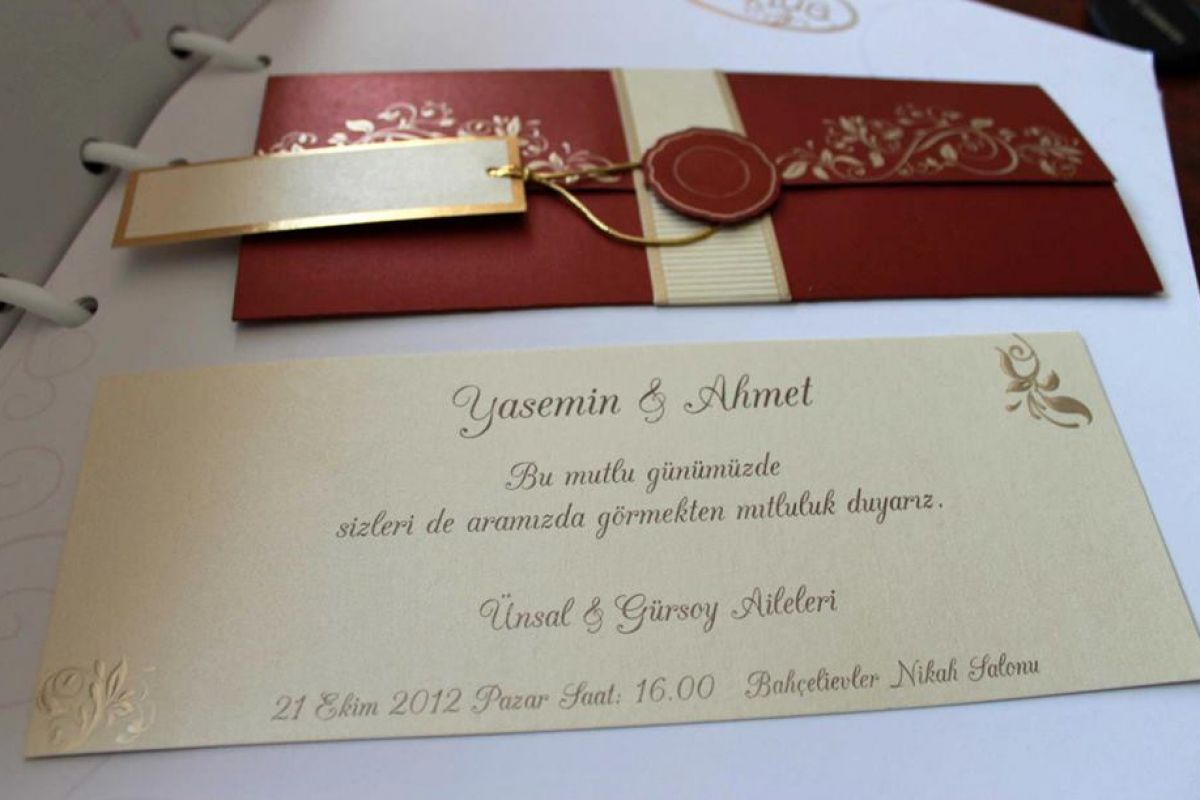 Yasemin & Ahmet
Bu mutlu günümüzde
sizleri de aramızda görmekten mutluluk duyarız.
Ünsal & Gürsoy Aileleri
21 Ekim 2012 Pazar Saat: 16.00 Bahçelievler Nikah Salonu